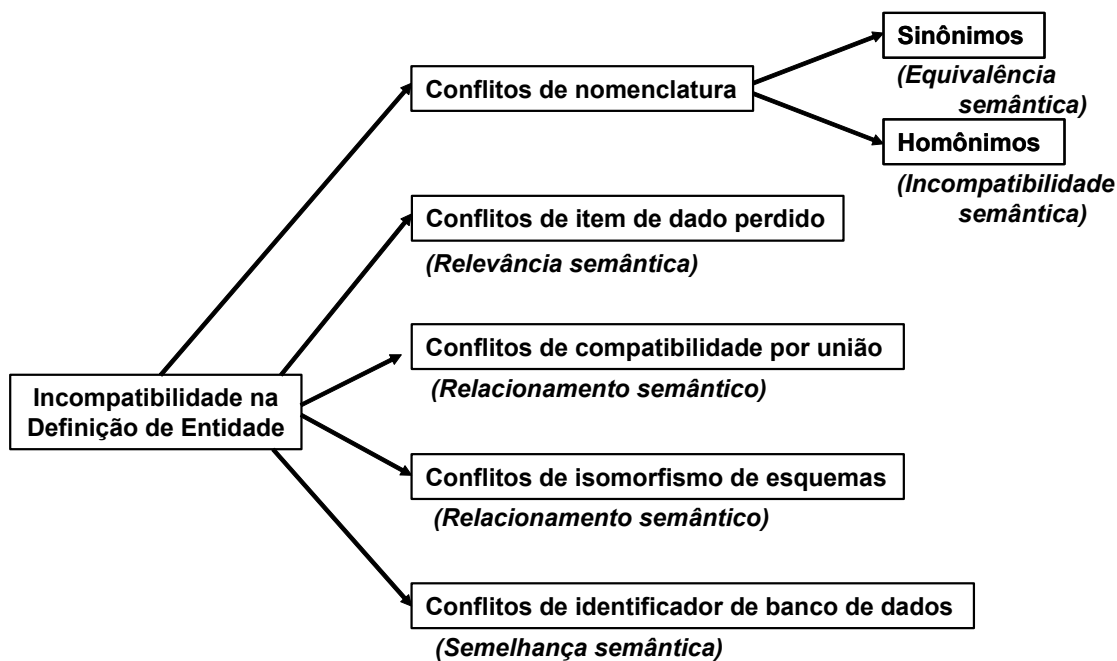 Sinônimos
(Equivalência
semântica)
Conflitos de nomenclatura
Homônimos
(Incompatibilidade
semântica)
Conflitos de item de dado perdido
(Relevância semântica)
Conflitos de compatibilidade por união
(Relacionamento semântico)
Incompatibilidade na
Definição de Entidade
Conflitos de isomorfismo de esquemas
(Relacionamento semântico)
Conflitos de identificador de banco de dados
(Semelhança semântica)